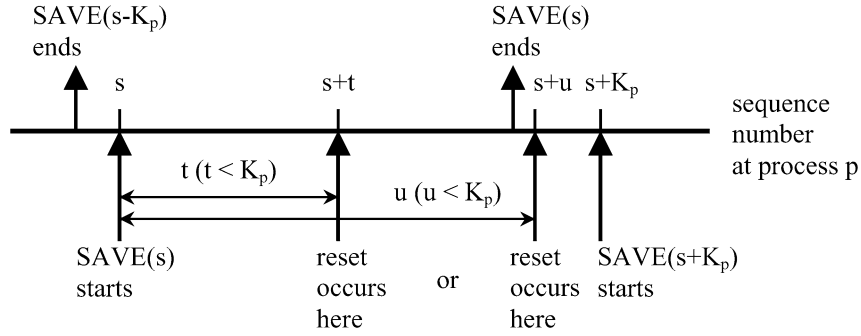 SAVE(s-Kp)
ends
SAVE(s)
ends
s
s+t
s+u
s+Kp
sequence
number
at process p
t (t < Kp)
u (u < Kp)
SAVE(s)
starts
reset
occurs
here
or
reset
occurs
here
SAVE(s+Kp)
starts